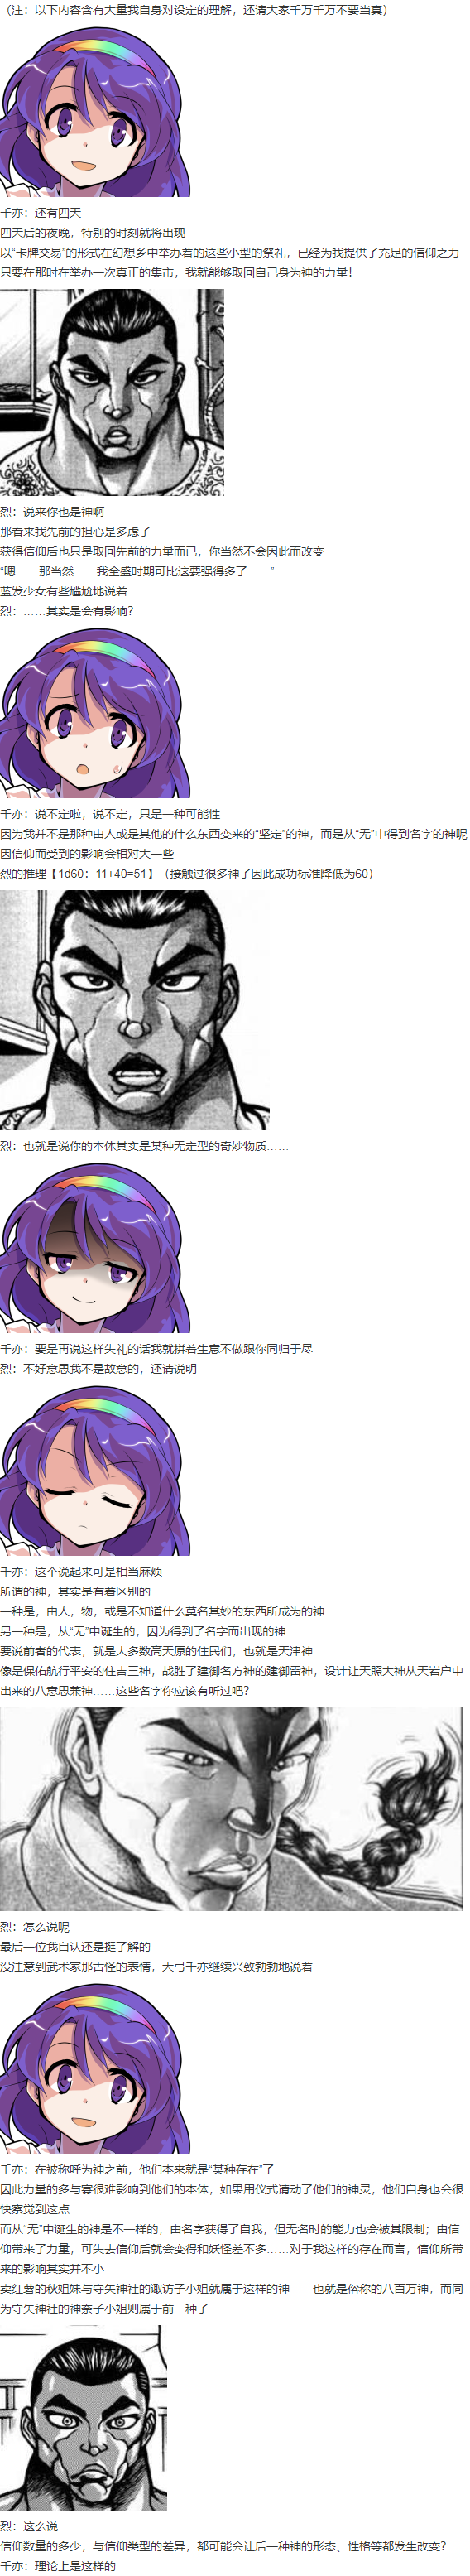 （注：以下内容含有大量我自身对设定的理解，还请大家千万千万不要当真）
千亦：还有四天
四天后的夜晚，特别的时刻就将出现
以“卡牌交易”的形式在幻想乡中举办着的这些小型的祭礼，已经为我提供了充足的信仰之力
只要在那时在举办一次真正的集市，我就能够取回自己身为神的力量！
烈：说来你也是神啊
那看来我先前的担心是多虑了
获得信仰后也只是取回先前的力量而已，你当然不会因此而改变
“嗯……那当然……我全盛时期可比这要强得多了……”
蓝发少女有些尴尬地说着
烈：……其实是会有影响？
千亦：说不定啦，说不定，只是一种可能性
因为我并不是那种由人或是其他的什么东西变来的“坚定”的神，而是从“无”中得到名字的神呢
因信仰而受到的影响会相对大一些
烈的推理【1d60：11+40=51】（接触过很多神了因此成功标准降低为60）
烈：也就是说你的本体其实是某种无定型的奇妙物质……
千亦：要是再说这样失礼的话我就拼着生意不做跟你同归于尽
烈：不好意思我不是故意的，还请说明
千亦：这个说起来可是相当麻烦
所谓的神，其实是有着区别的
一种是，由人，物，或是不知道什么莫名其妙的东西所成为的神
另一种是，从“无”中诞生的，因为得到了名字而出现的神
要说前者的代表，就是大多数高天原的住民们，也就是天津神
像是保佑航行平安的住吉三神，战胜了建御名方神的建御雷神，设计让天照大神从天岩户中
出来的八意思兼神……这些名字你应该有听过吧？
烈：怎么说呢
最后一位我自认还是挺了解的
没注意到武术家那古怪的表情，天弓千亦继续兴致勃勃地说着
千亦：在被称呼为神之前，他们本来就是“某种存在”了
因此力量的多与寡很难影响到他们的本体，如果用仪式请动了他们的神灵，他们自身也会很
快察觉到这点
而从“无”中诞生的神是不一样的，由名字获得了自我，但无名时的能力也会被其限制；由信
仰带来了力量，可失去信仰后就会变得和妖怪差不多……对于我这样的存在而言，信仰所带
来的影响其实并不小
卖红薯的秋姐妹与守矢神社的诹访子小姐就属于这样的神——也就是俗称的八百万神，而同
为守矢神社的神奈子小姐则属于前一种了
烈：这么说
信仰数量的多少，与信仰类型的差异，都可能会让后一种神的形态、性格等都发生改变？
千亦：理论上是这样的